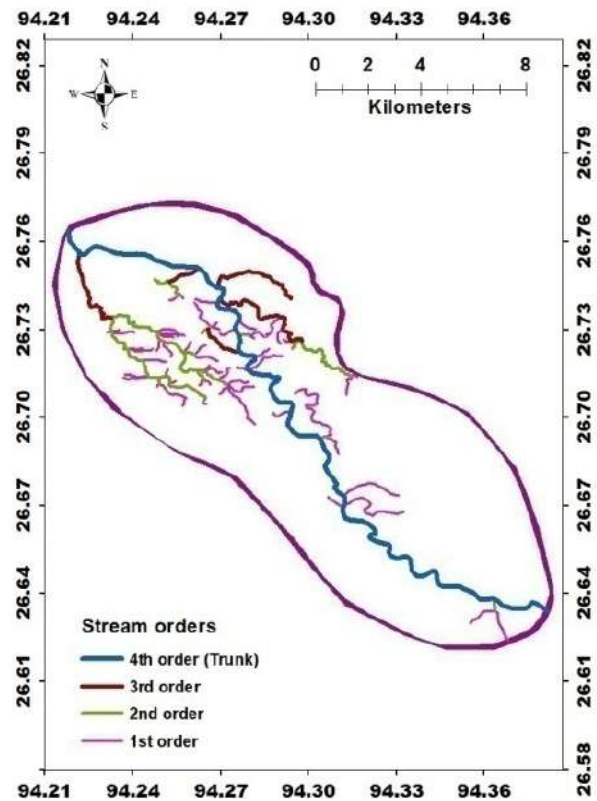 94.21 94.24 94.27 94.30 94.33 94.36
26.82 26.82
N
W E
S
0 2 4 8
Kilometers
26.79 26.79
26.76 26.76
26.73 26.73
26.70 26.70
26.67 26.67
26.64 26.64
26.61 26.61
26.58
Stream orders
4th order (Trunk)
3rd order
2nd order
1st order
94.21 94.24 94.27 94.30 94.33 94.36